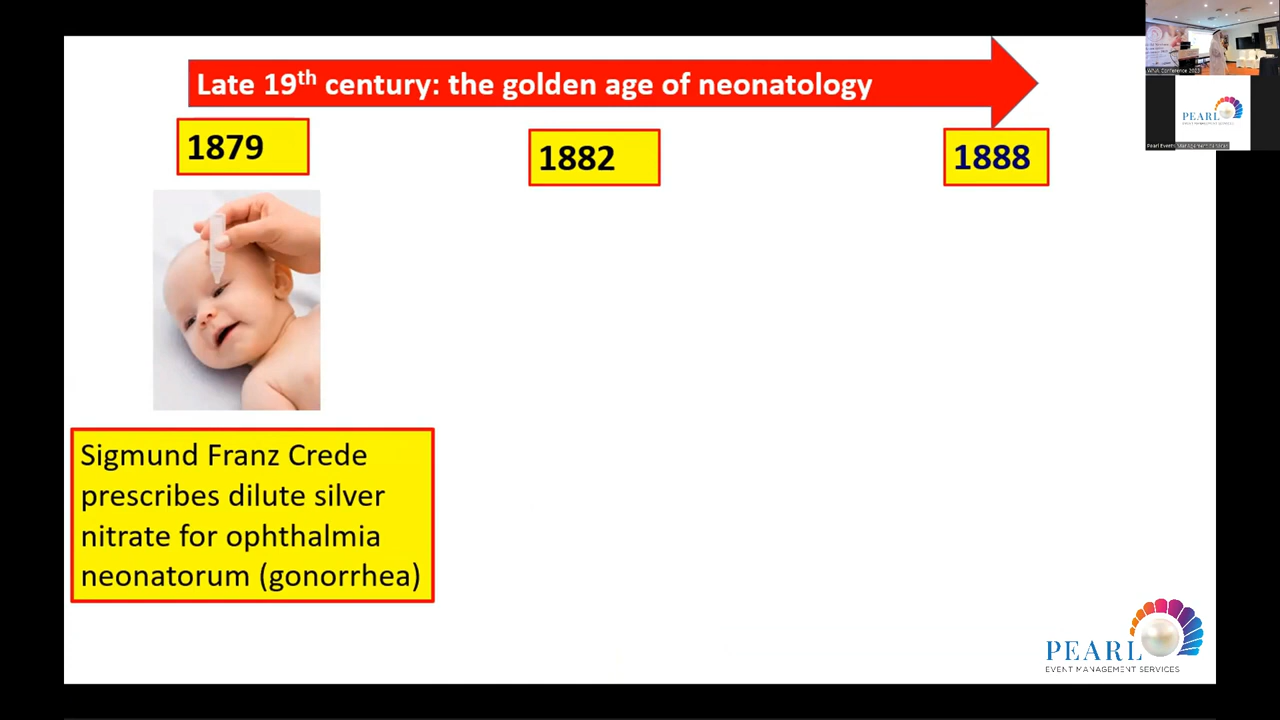 Late 19th century: the golden age of neonatology
1879
1882
1888
Sigmund Franz Crede
prescribes dilute silver
nitrate for ophthalmia
neonatorum (gonorrhea)
PEARL
EVENT MANAGEMENT SERVICES
PEARL